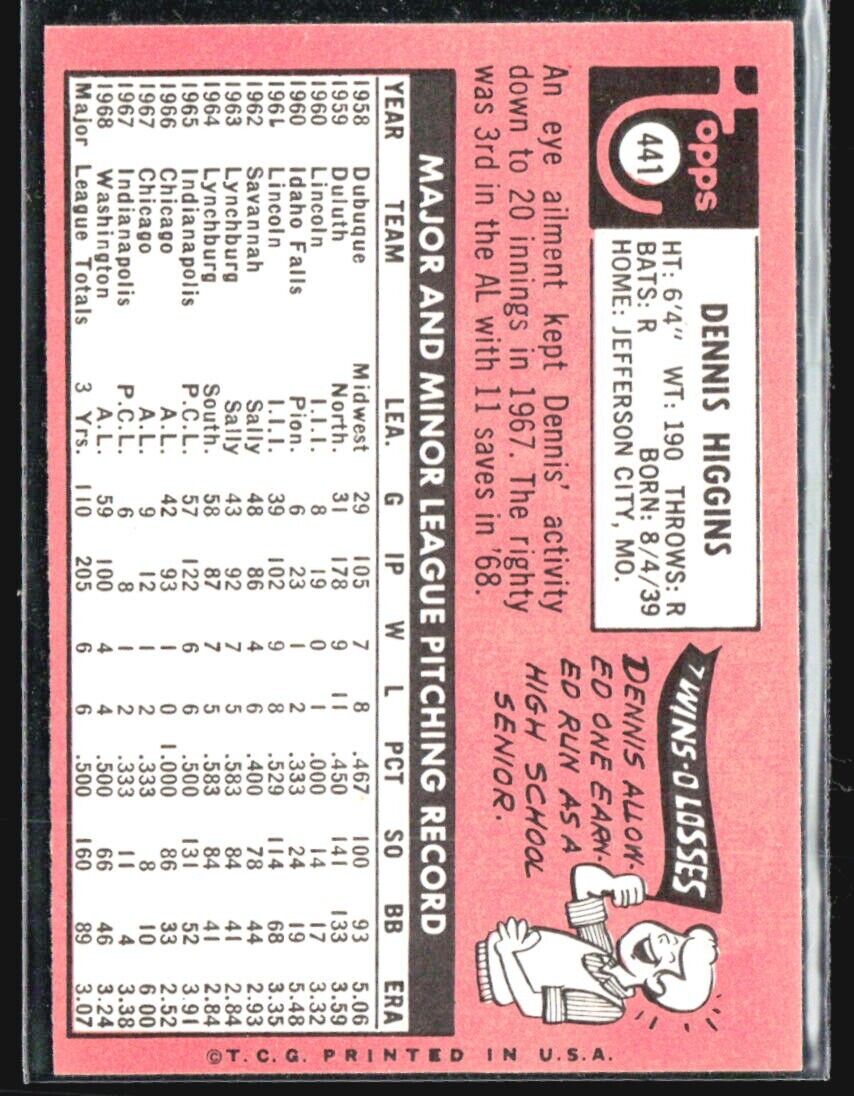 Topps
441
DENNIS HIGGINS
HT: 6'4" WT: 190 THROWS: R
BATS: R BORN: 8/4/39
HOME: JEFFERSON CITY, MO.
An eye ailment kept Dennis' activity
down to 20 innings in 1967. The righty
was 3rd in the AL with 11 saves in '68.
7 WINS-0 LOSSES
DENNIS ALLOW-
ED ONE EARN-
ED RUN AS A
HIGH SCHOOL
SENIOR.
MAJOR AND MINOR LEAGUE PITCHING RECORD
YEAR TEAM LEA. G IP W L PCT SO BB ERA
1958 Dubuque Midwest 29 105 7 8 .467 100 93 5.06
1959 Duluth North. 31 178 9 11 .450 141 133 3.59
1960 Lincoln I.I.I. 8 19 0 1 .000 14 17 3.32
1960 Idaho Falls Pion. 6 23 1 2 .333 24 19 5.48
1961 Lincoln I.I.I. 39 102 9 8 .529 114 68 3.35
1962 Savannah Sally 48 86 4 6 .400 78 44 2.93
1963 Lynchburg Sally 43 92 7 5 .583 84 41 2.84
1964 Lynchburg South. 58 87 7 5 .583 84 41 2.84
1965 Indianapolis P.C.L. 57 122 6 6 .500 131 52 3.91
1966 Chicago A.L. 42 93 1 0 1.000 86 33 2.52
1967 Chicago A.L. 9 12 1 2 .333 8 10 6.00
1967 Indianapolis P.C.L. 6 8 1 2 .333 11 4 3.38
1968 Washington A.L. 59 100 4 4 .500 66 46 3.24
Major League Totals 3 Yrs. 110 205 6 6 .500 160 89 3.07
©T.C.G. PRINTED IN U.S.A.